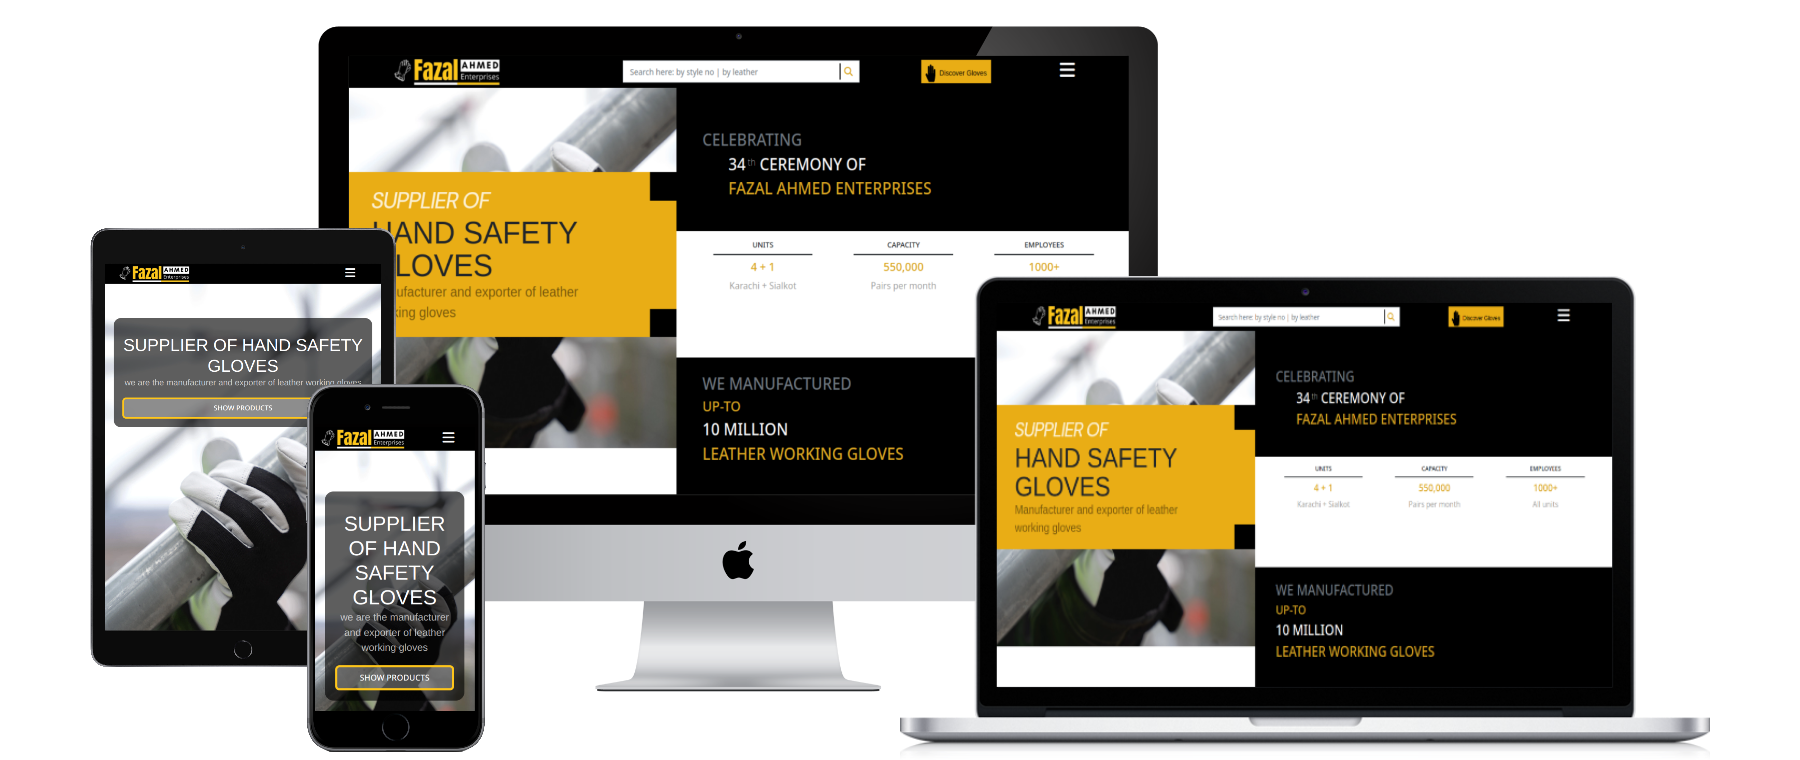 Fazal AHMED
Enterprises
Search here: by style no | by leather
Discover Gloves
SUPPLIER OF
HAND SAFETY
GLOVES
ufacturer and exporter of leather
king gloves
CELEBRATING
34th CEREMONY OF
FAZAL AHMED ENTERPRISES
UNITS
4 + 1
Karachi + Sialkot
CAPACITY
550,000
Pairs per month
EMPLOYEES
1000+
WE MANUFACTURED
UP-TO
10 MILLION
LEATHER WORKING GLOVES
Fazal AHMED
Enterprises
SUPPLIER OF HAND SAFETY
GLOVES
we are the manufacturer and exporter of leather working gloves
SHOW PRODUCTS
Fazal AHMED
Enterprises
SUPPLIER
OF HAND
SAFETY
GLOVES
we are the manufacturer
and exporter of leather
working gloves
SHOW PRODUCTS
Fazal AHMED
Enterprises
Search here: by style no | by leather
Discover Gloves
SUPPLIER OF
HAND SAFETY
GLOVES
Manufacturer and exporter of leather
working gloves
CELEBRATING
34th CEREMONY OF
FAZAL AHMED ENTERPRISES
UNITS
4 + 1
Karachi + Sialkot
CAPACITY
550,000
Pairs per month
EMPLOYEES
1000+
All units
WE MANUFACTURED
UP-TO
10 MILLION
LEATHER WORKING GLOVES